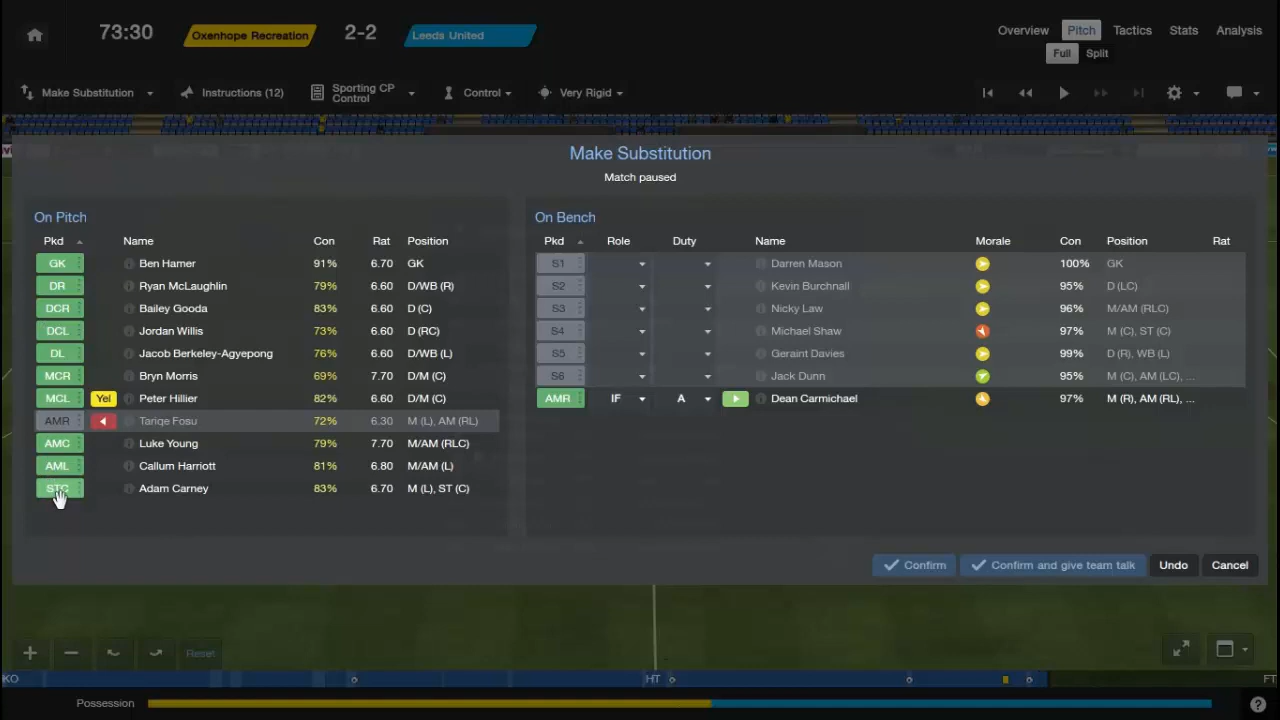 73:30 Oxenhope Recreation 2-2 Leeds United Overview Pitch Tactics Stats Analysis
Full Split
Make Substitution Instructions (12) Sporting CP Control Control Very Rigid
Make Substitution
Match paused
On Pitch
Pkd Name Con Rat Position
GK Ben Hamer 91% 6.70 GK
DR Ryan McLaughlin 79% 6.60 D/WB (R)
DCR Bailey Gooda 83% 6.60 D (C)
DCL Jordan Willis 73% 6.60 D (RC)
DL Jacob Berkeley-Agyepong 76% 6.60 D/WB (L)
MCR Bryn Morris 69% 7.70 D/M (C)
MCL Yel Peter Hillier 82% 6.60 D/M (C)
AMR Tariqe Fosu 72% 6.30 M (L), AM (RL)
AMC Luke Young 79% 7.70 M/AM (RLC)
AML Callum Harriott 81% 6.80 M/AM (L)
STC Adam Carney 83% 6.70 M (L), ST (C)
On Bench
Pkd Role Duty Name Morale Con Position Rat
S1 Darren Mason 100% GK
S2 Kevin Burchnall 95% D (LC)
S3 Nicky Law 96% M/AM (RLC)
S4 Michael Shaw 97% M (C), ST (C)
S5 Geraint Davies 99% D (R), WB (L)
S6 Jack Dunn 95% M (C), AM (LC), ...
AMR IF A Dean Carmichael 97% M (R), AM (RL), ...
Confirm Confirm and give team talk Undo Cancel
Reset
KO HT FT
Possession